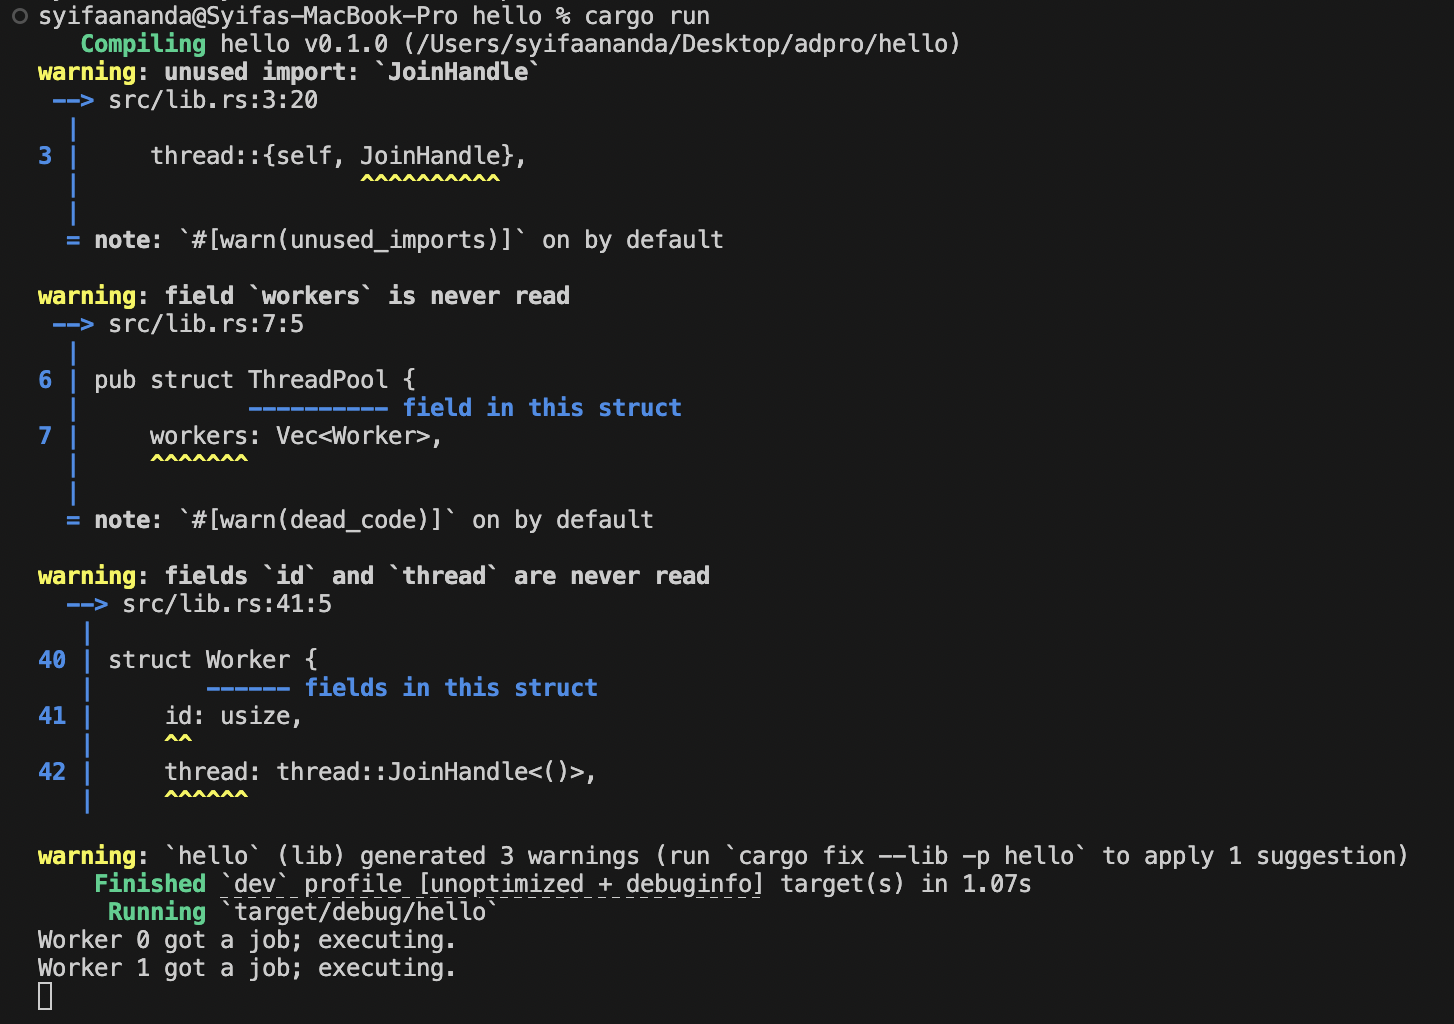 syifaananda@Syifas-MacBook-Pro hello % cargo run
   Compiling hello v0.1.0 (/Users/syifaananda/Desktop/adpro/hello)
warning: unused import: `JoinHandle`
 --> src/lib.rs:3:20
  |
3 |     thread::{self, JoinHandle},
  |                    ^^^^^^^^^^
  |
  = note: `#[warn(unused_imports)]` on by default

warning: field `workers` is never read
 --> src/lib.rs:7:5
  |
6 | pub struct ThreadPool {
  |            ---------- field in this struct
7 |     workers: Vec<Worker>,
  |     ^^^^^^^
  |
  = note: `#[warn(dead_code)]` on by default

warning: fields `id` and `thread` are never read
  --> src/lib.rs:41:5
   |
40 | struct Worker {
   |        ------ fields in this struct
41 |     id: usize,
   |     ^^
42 |     thread: thread::JoinHandle<()>,
   |     ^^^^^^

warning: `hello` (lib) generated 3 warnings (run `cargo fix --lib -p hello` to apply 1 suggestion)
    Finished `dev` profile [unoptimized + debuginfo] target(s) in 1.07s
     Running `target/debug/hello`
Worker 0 got a job; executing.
Worker 1 got a job; executing.